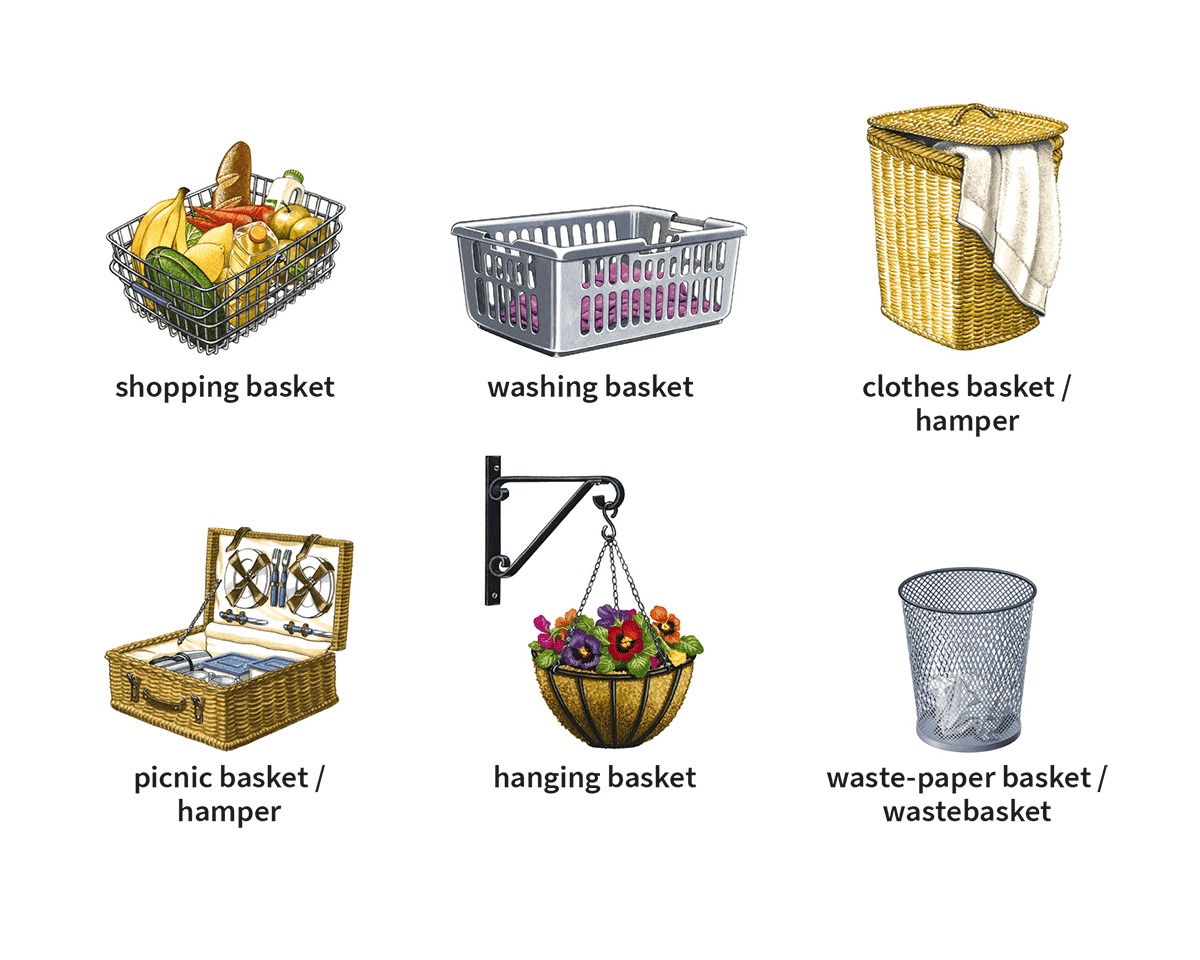 shopping basket
washing basket
clothes basket /
hamper
picnic basket /
hamper
hanging basket
waste-paper basket /
wastebasket